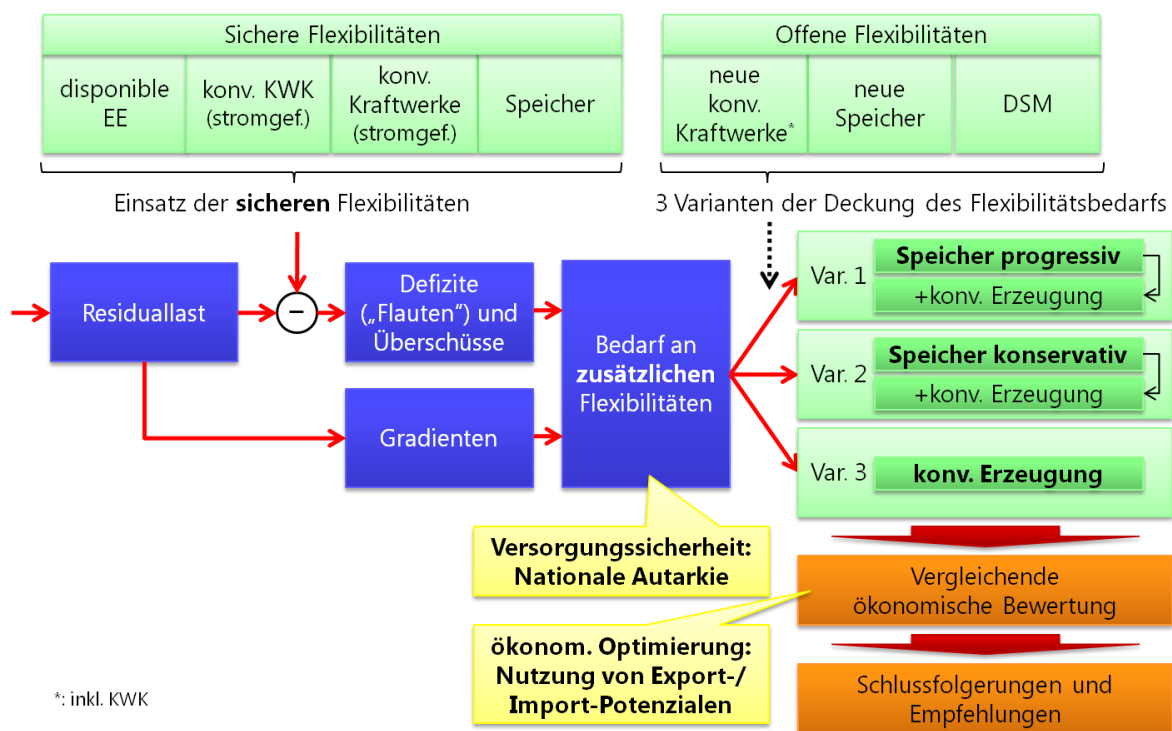 Sichere Flexibilitäten
disponible
EE
konv. KWK
(stromgef.)
konv.
Kraftwerke
(stromgef.)
Speicher
Offene Flexibilitäten
neue
konv.
Kraftwerke*
neue
Speicher
DSM
Einsatz der sicheren Flexibilitäten
3 Varianten der Deckung des Flexibilitätsbedarfs
Residuallast
−
Defizite
(„Flauten“) und
Überschüsse
Gradienten
Bedarf an
zusätzlichen
Flexibilitäten
Var. 1
Speicher progressiv
+konv. Erzeugung
Var. 2
Speicher konservativ
+konv. Erzeugung
Var. 3
konv. Erzeugung
Versorgungssicherheit:
Nationale Autarkie
Vergleichende
ökonomische Bewertung
ökonom. Optimierung:
Nutzung von Export-/
Import-Potenzialen
Schlussfolgerungen und
Empfehlungen
*: inkl. KWK